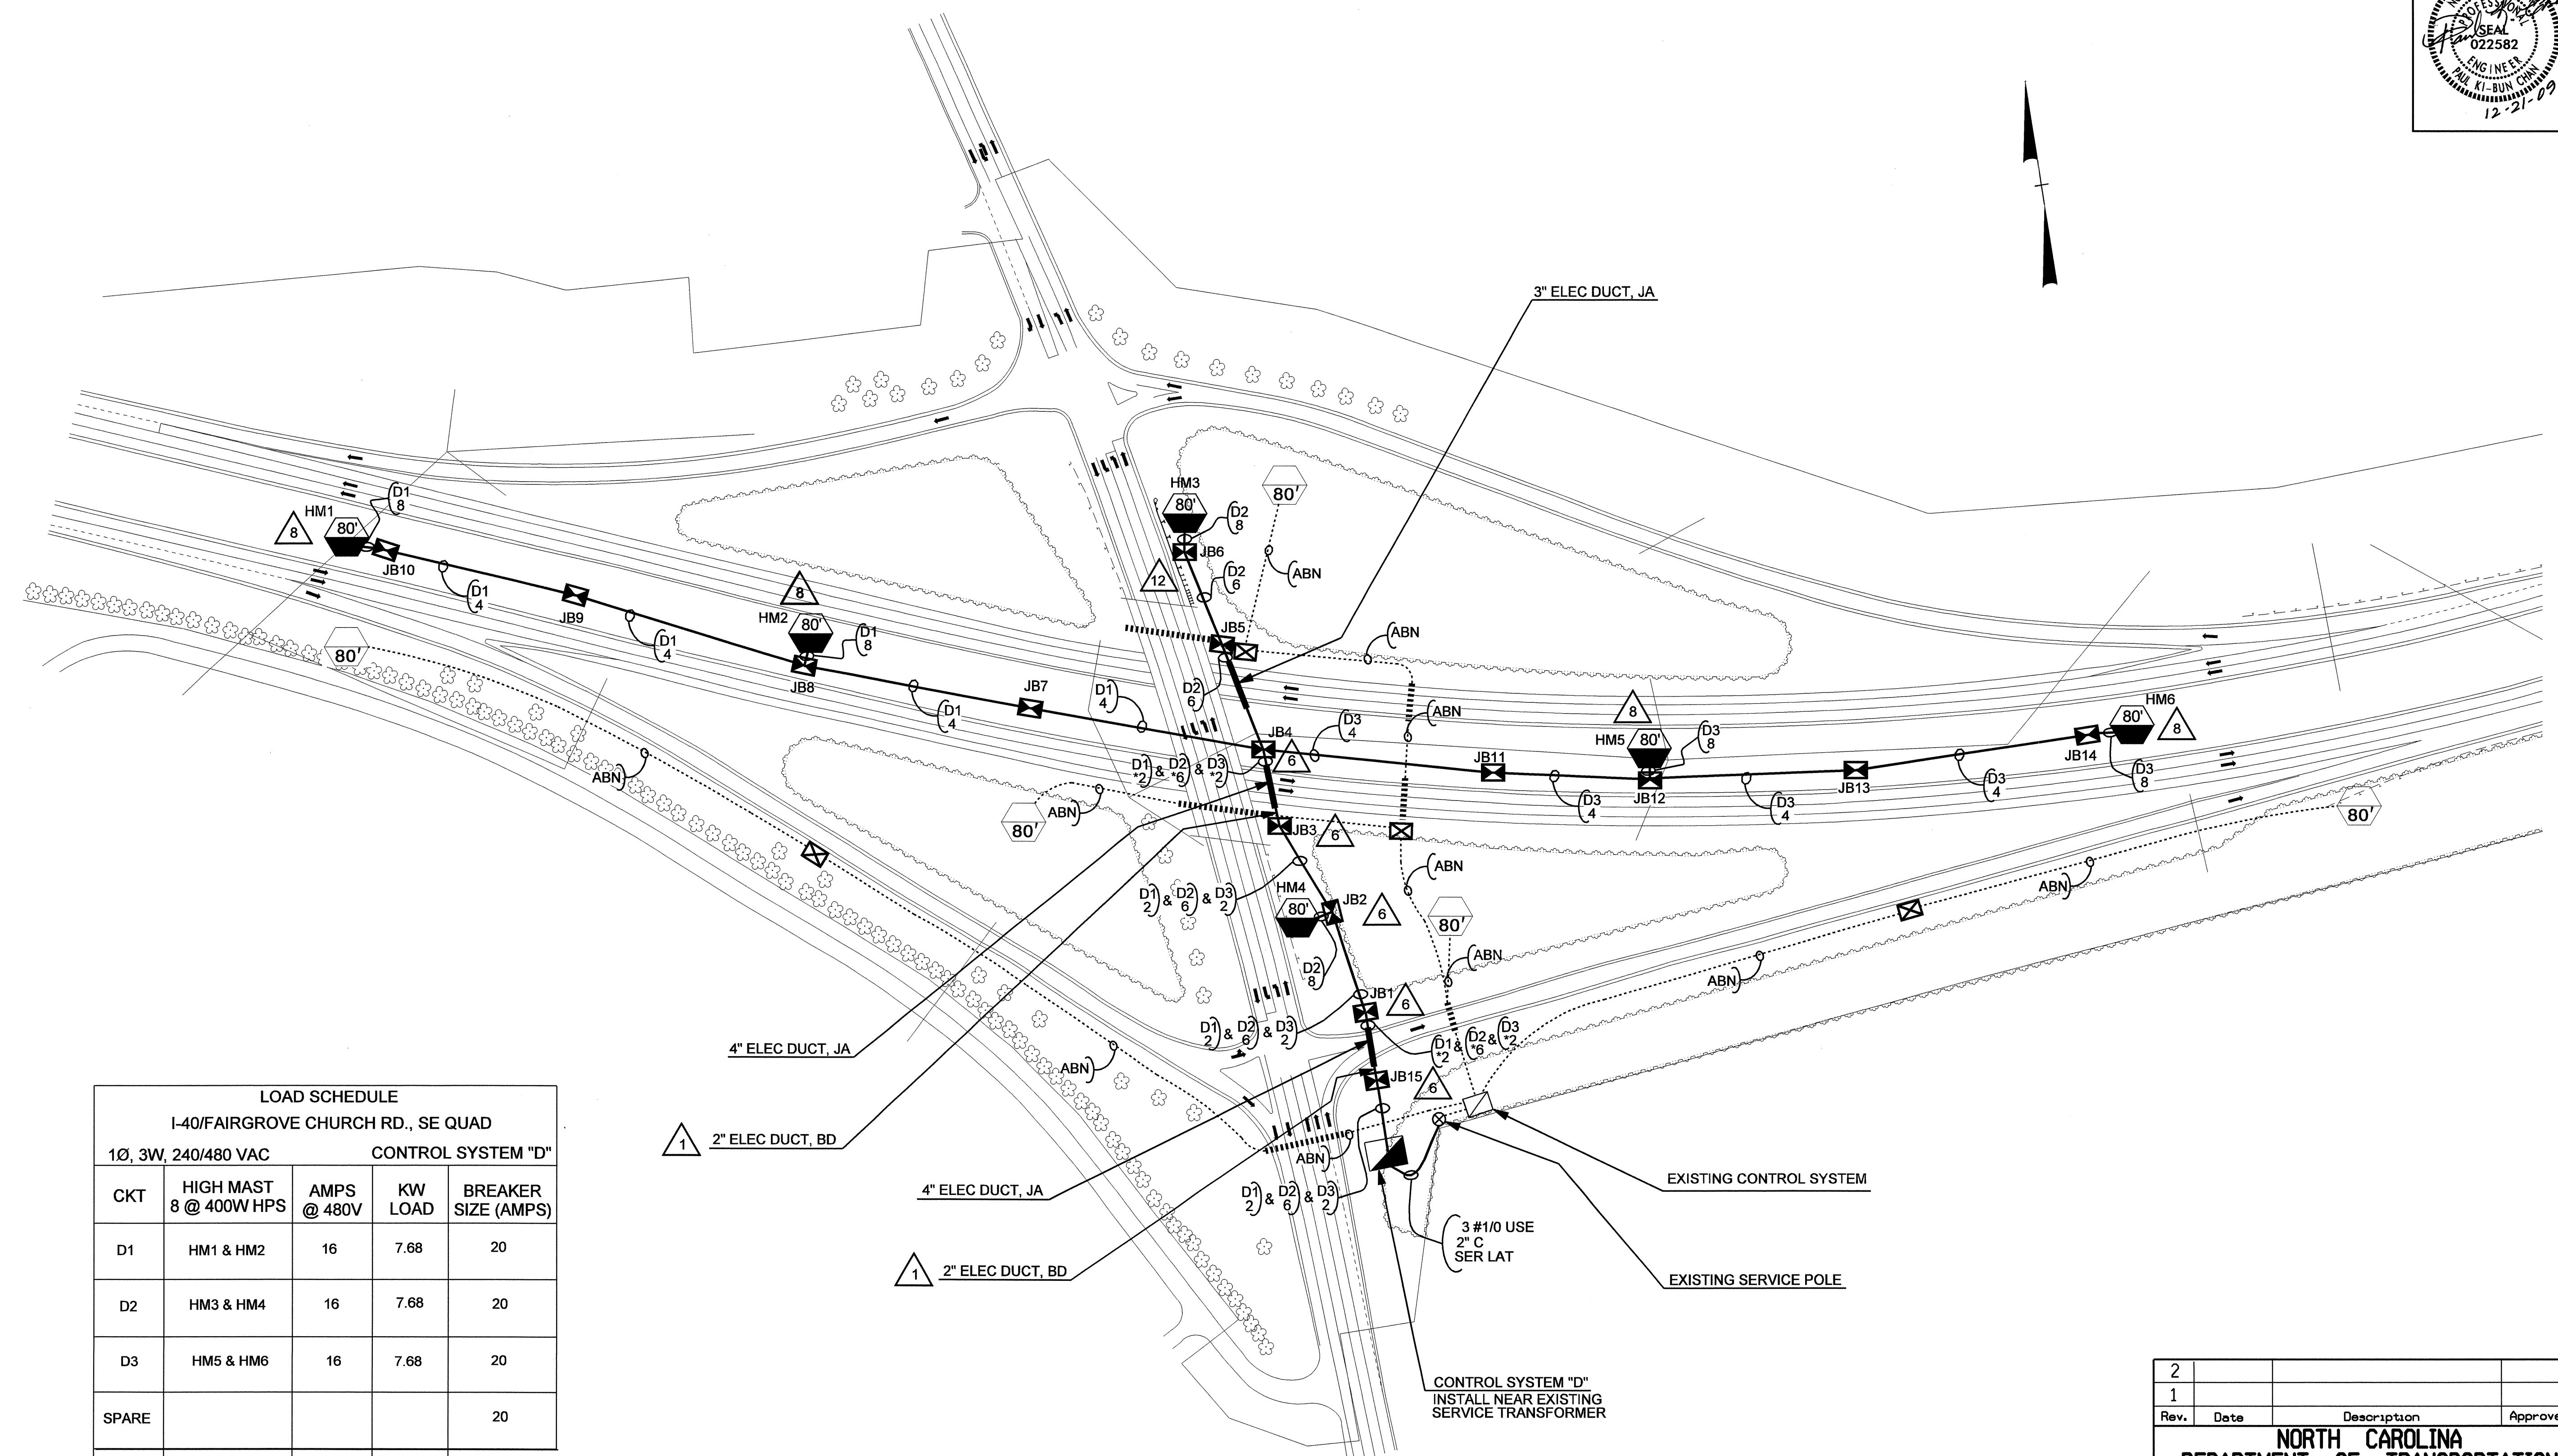 PROFESSIONAL
SEAL
022582
ENGINEER
PAUL KI-BUN CHAN
12-21-09
3" ELEC DUCT, JA
HM3
80'
80'
D2
8
JB6
12
D2
6
ABN
HM1
80'
8
D1
8
JB10
D1
4
JB9
D1
4
8
HM2
80'
D1
8
JB8
D1
4
JB7
D1
4
80'
JB5
ABN
D2
6
ABN
JB4
6
D3
4
D1
*2
&
D2
*6
&
D3
*2
JB11
D3
4
8
HM5
80'
D3
8
JB12
D3
4
JB13
D3
4
JB14
HM6
80'
8
D3
8
80'
ABN
80'
ABN
JB3
6
ABN
D1
2
&
D2
6
&
D3
2
HM4
80'
JB2
6
80'
ABN
D2
8
ABN
ABN
JB1
6
D1
2
&
D2
6
&
D3
2
D1
*2
&
D2
*6
&
D3
*2
ABN
4" ELEC DUCT, JA
JB15
6
1
2" ELEC DUCT, BD
ABN
4" ELEC DUCT, JA
D1
2
&
D2
6
&
D3
2
3 #1/0 USE
2" C
SER LAT
EXISTING CONTROL SYSTEM
1
2" ELEC DUCT, BD
EXISTING SERVICE POLE
CONTROL SYSTEM "D"
INSTALL NEAR EXISTING
SERVICE TRANSFORMER
LOAD SCHEDULE
I-40/FAIRGROVE CHURCH RD., SE QUAD
1Ø, 3W, 240/480 VAC CONTROL SYSTEM "D"
CKT HIGH MAST 8 @ 400W HPS AMPS @ 480V KW LOAD BREAKER SIZE (AMPS)
D1 HM1 & HM2 16 7.68 20
D2 HM3 & HM4 16 7.68 20
D3 HM5 & HM6 16 7.68 20
SPARE 20
2
1
Rev. Date Description Approve
NORTH CAROLINA
DEPARTMENT OF TRANSPORTATION